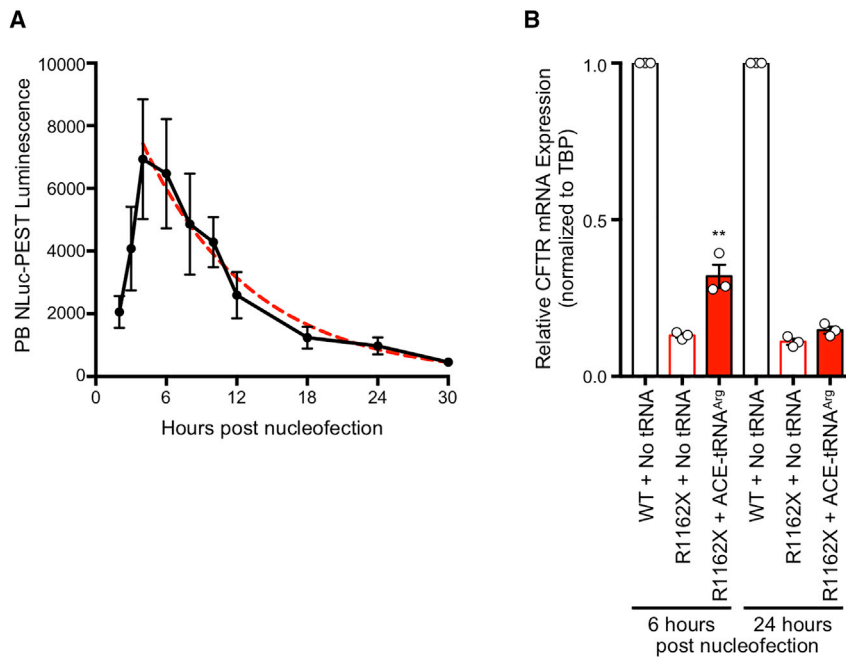 A
PB NLuc-PEST Luminescence
10000
8000
6000
4000
2000
0
0 6 12 18 24 30
Hours post nucleofection
B
Relative CFTR mRNA Expression
(normalized to TBP)
1.0
0.5
0.0
**
WT + No tRNA
R1162X + No tRNA
R1162X + ACE-tRNAᴬʳᵍ
WT + No tRNA
R1162X + No tRNA
R1162X + ACE-tRNAᴬʳᵍ
6 hours 24 hours
post nucleofection